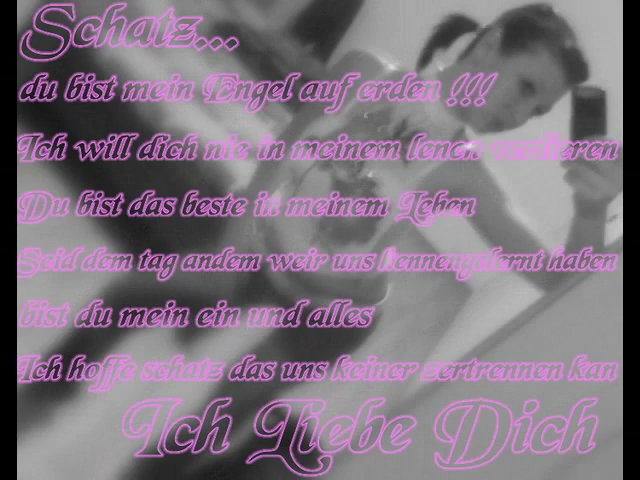 Schatz...
du bist mein Engel auf erden !!!
Ich will dich nie in meinem lenen verlieren
Du bist das beste in meinem Leben
Seid dem tag andem weir uns kennengelernt haben
bist du mein ein und alles
Ich hoffe schatz das uns keiner zertrennen kan
Ich Liebe Dich